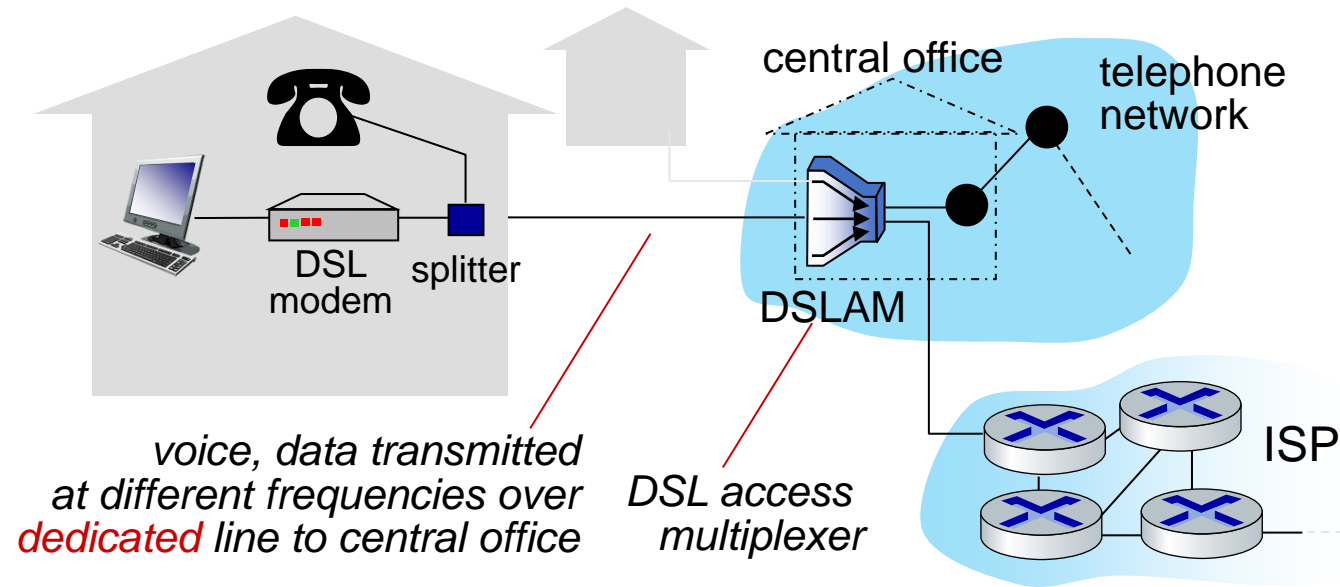 central office
telephone
network
DSL
modem
splitter
DSLAM
ISP
voice, data transmitted
at different frequencies over
dedicated line to central office
DSL access
multiplexer